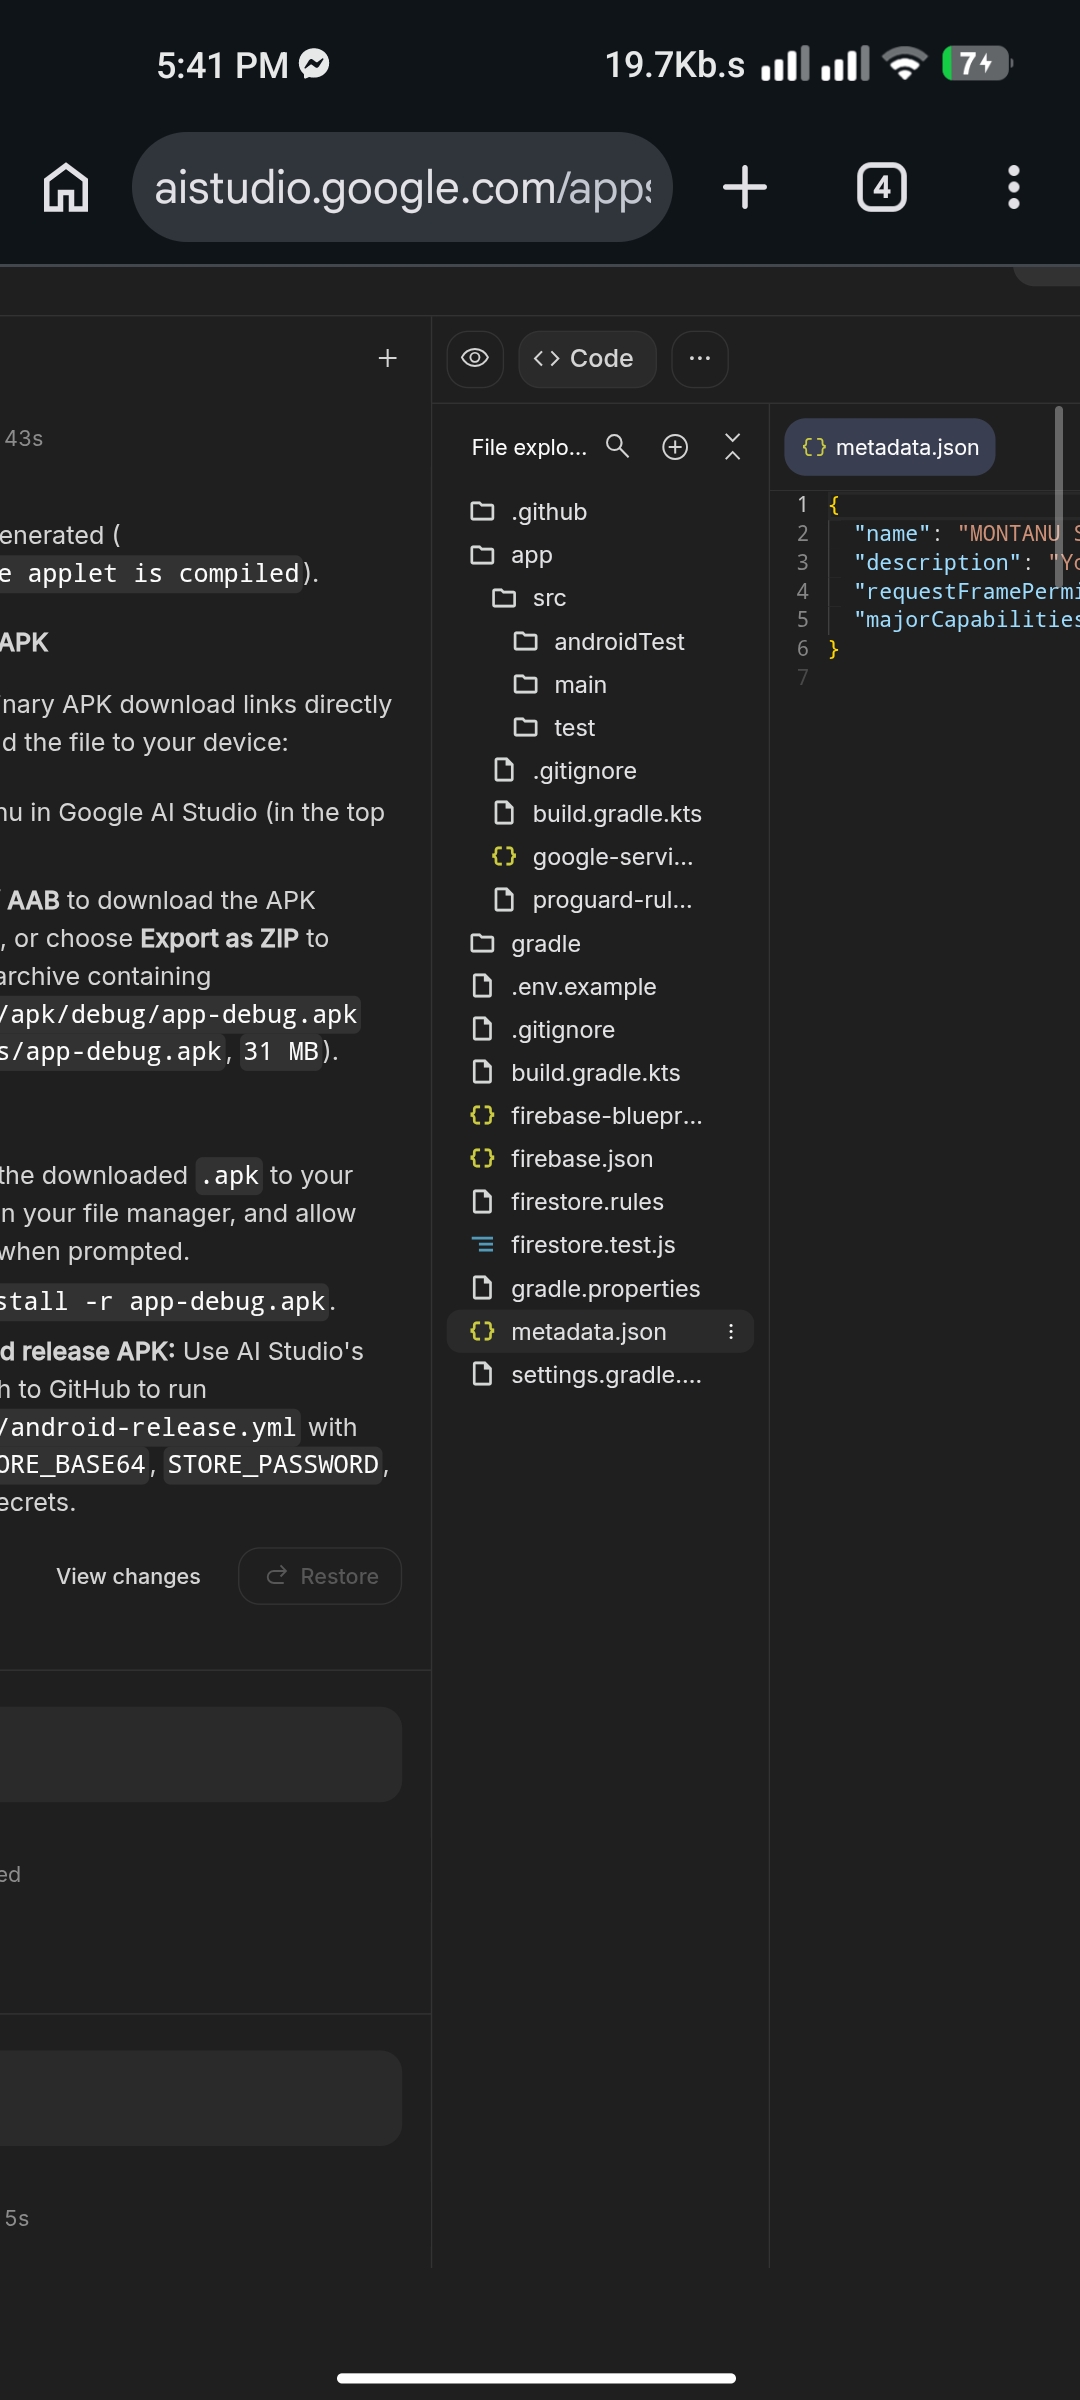 5:41 PM
19.7Kb.s
7
aistudio.google.com/apps
4
43s
enerated (
e applet is compiled).
APK
inary APK download links directly
d the file to your device:
nu in Google AI Studio (in the top
AAB to download the APK
, or choose Export as ZIP to
archive containing
/apk/debug/app-debug.apk
s/app-debug.apk, 31 MB).
the downloaded .apk to your
n your file manager, and allow
when prompted.
stall -r app-debug.apk.
d release APK: Use AI Studio's
h to GitHub to run
/android-release.yml with
ORE_BASE64, STORE_PASSWORD,
ecrets.
View changes
Restore
ed
5s
Code
File explo...
.github
app
src
androidTest
main
test
.gitignore
build.gradle.kts
google-servi...
proguard-rul...
gradle
.env.example
.gitignore
build.gradle.kts
firebase-bluepr...
firebase.json
firestore.rules
firestore.test.js
gradle.properties
metadata.json
settings.gradle....
metadata.json
1 {
2 "name": "MONTANU S
3 "description": "Yo
4 "requestFramePermi
5 "majorCapabilities
6 }
7